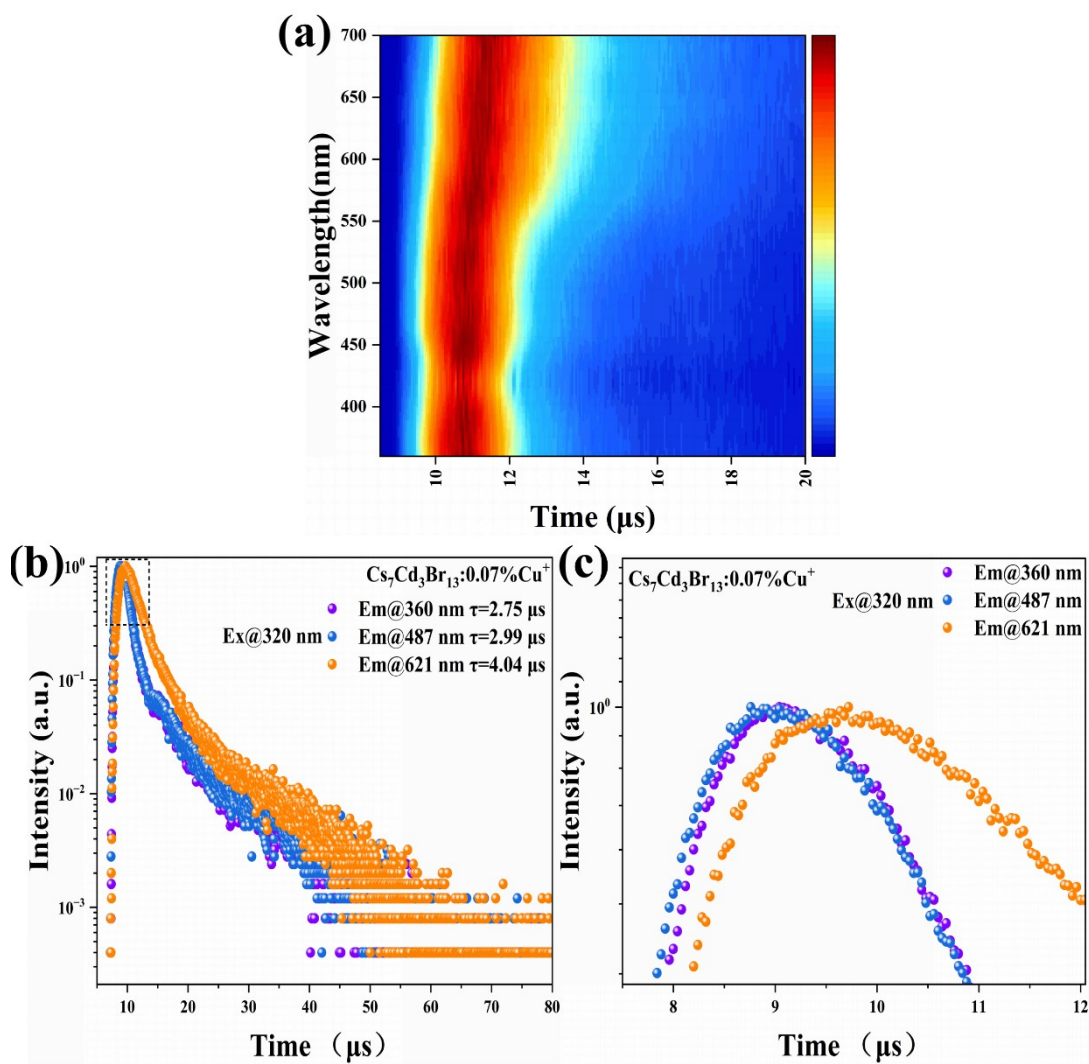 (a)
700
650
600
550
500
450
400
Wavelength(nm)
10 12 14 16 18 20
Time (μs)
(b)
10⁰
10⁻¹
10⁻²
10⁻³
Intensity (a.u.)
Cs₇Cd₃Br₁₃:0.07%Cu⁺
Em@360 nm τ=2.75 μs
Ex@320 nm Em@487 nm τ=2.99 μs
Em@621 nm τ=4.04 μs
10 20 30 40 50 60 70 80
Time （μs）
(c)
10⁰
Intensity (a.u.)
Cs₇Cd₃Br₁₃:0.07%Cu⁺
Em@360 nm
Ex@320 nm Em@487 nm
Em@621 nm
8 9 10 11 12
Time （μs）